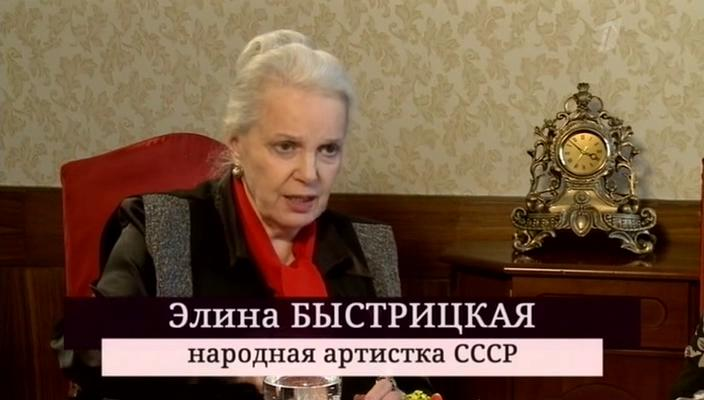 Элина БЫСТРИЦКАЯ
народная артистка СССР